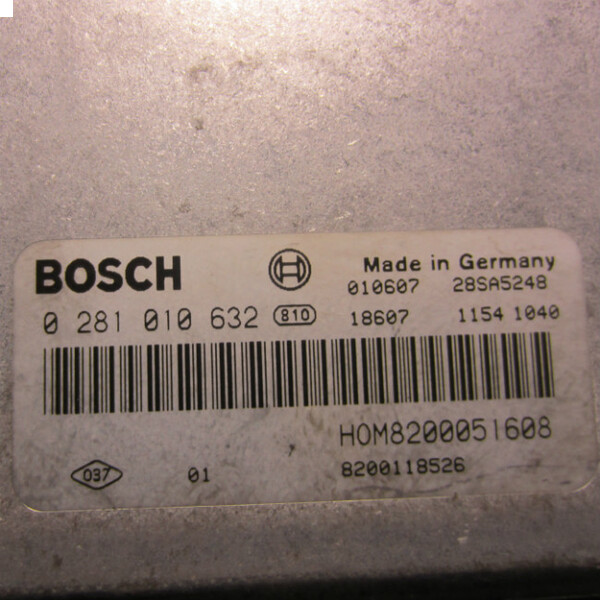 BOSCH
Made in Germany
010607 28SA5248
0 281 010 632 810 18607 1154 1040
HOM8200051608
037 01 8200118526